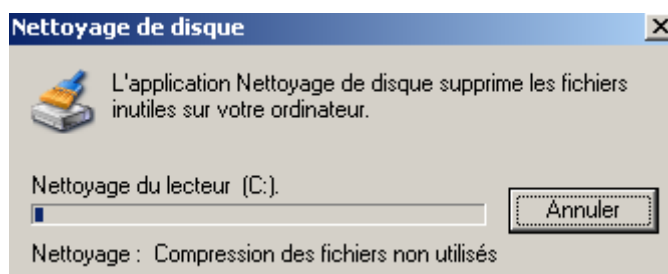 Nettoyage de disque
L'application Nettoyage de disque supprime les fichiers
inutiles sur votre ordinateur.
Nettoyage du lecteur (C:).
Annuler
Nettoyage : Compression des fichiers non utilisés